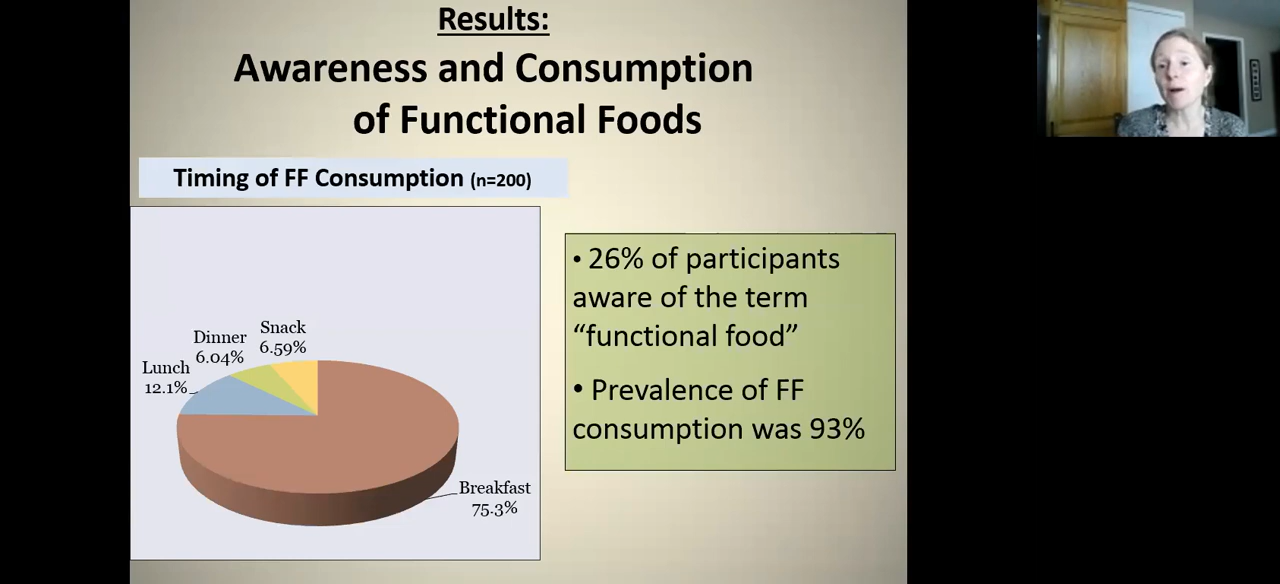 Results:
Awareness and Consumption
of Functional Foods
Timing of FF Consumption (n=200)
Snack
6.59%
Dinner
6.04%
Lunch
12.1%
Breakfast
75.3%
• 26% of participants
aware of the term
“functional food”
• Prevalence of FF
consumption was 93%